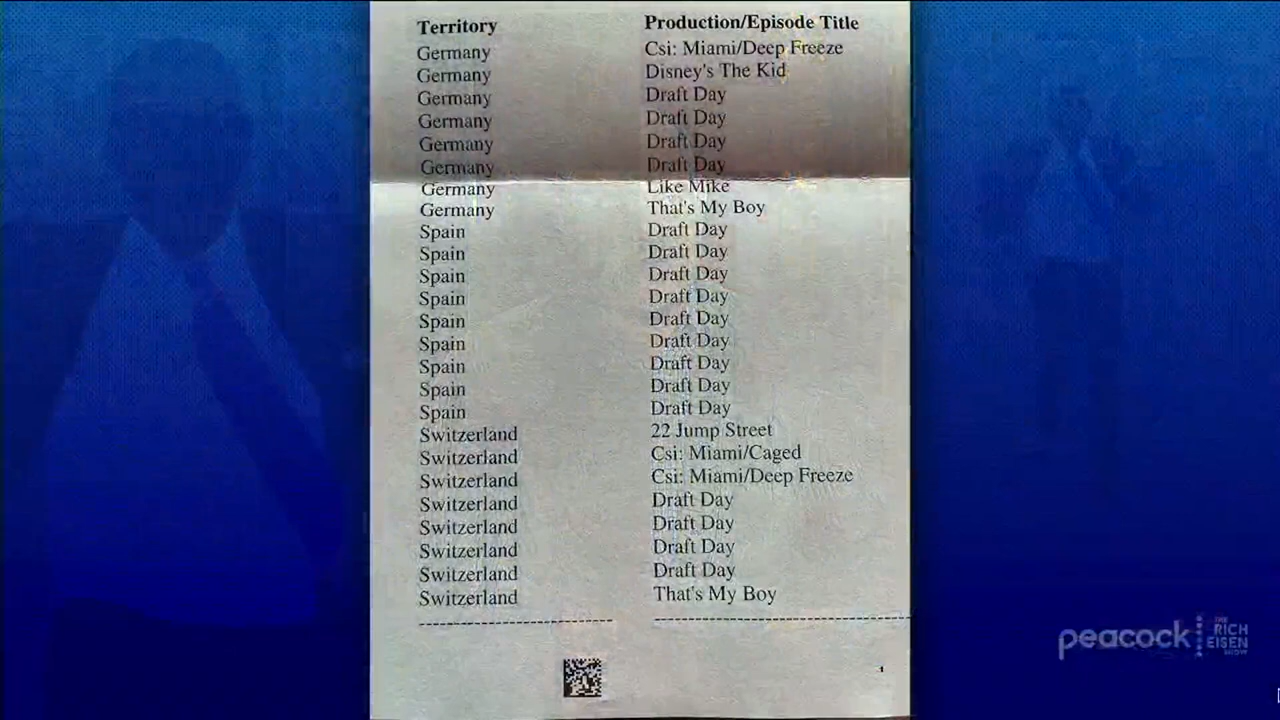 Territory Production/Episode Title
Germany Csi: Miami/Deep Freeze
Germany Disney's The Kid
Germany Draft Day
Germany Draft Day
Germany Draft Day
Germany Draft Day
Germany Like Mike
Germany That's My Boy
Spain Draft Day
Spain Draft Day
Spain Draft Day
Spain Draft Day
Spain Draft Day
Spain Draft Day
Spain Draft Day
Spain Draft Day
Spain Draft Day
Switzerland 22 Jump Street
Switzerland Csi: Miami/Caged
Switzerland Csi: Miami/Deep Freeze
Switzerland Draft Day
Switzerland Draft Day
Switzerland Draft Day
Switzerland Draft Day
Switzerland That's My Boy
1
peacock THE RICH EISEN SHOW